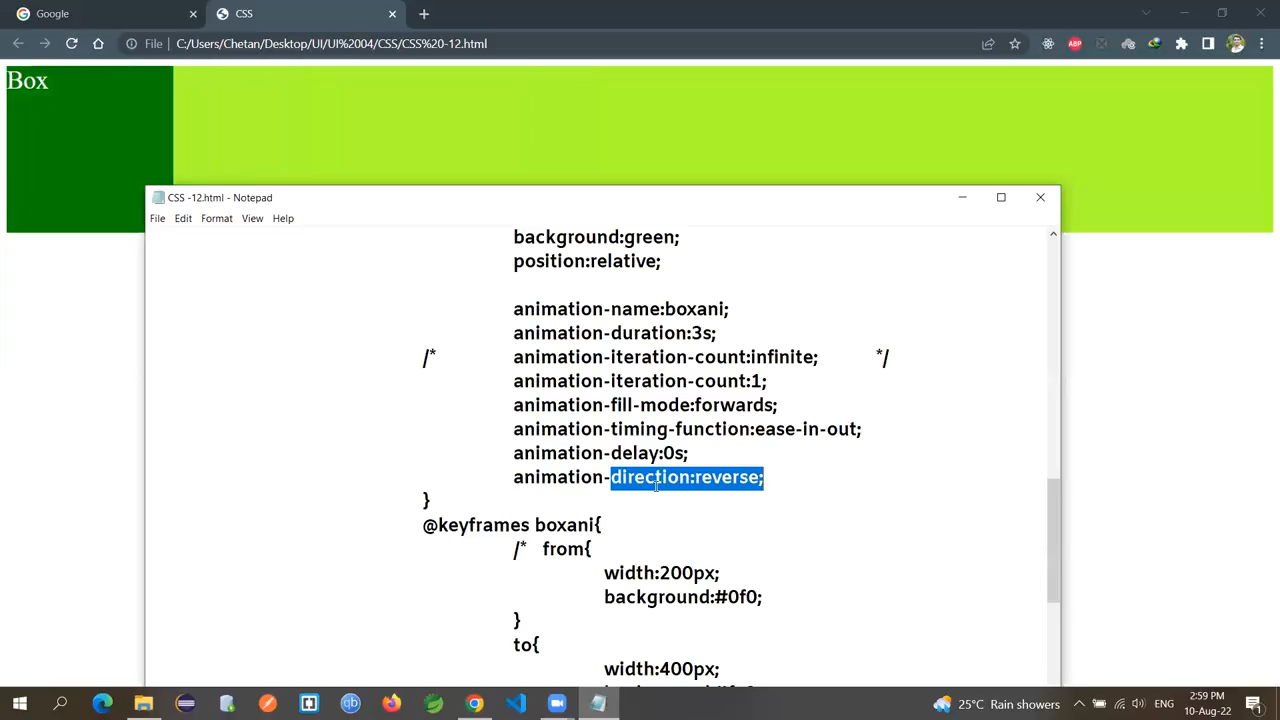 Google
CSS
File
C:/Users/Chetan/Desktop/UI/UI%2004/CSS/CSS%20-12.html
ABP
Box
CSS -12.html - Notepad
File Edit Format View Help
background:green;
position:relative;
animation-name:boxani;
animation-duration:3s;
/* animation-iteration-count:infinite; */
animation-iteration-count:1;
animation-fill-mode:forwards;
animation-timing-function:ease-in-out;
animation-delay:0s;
animation-direction:reverse;
}
@keyframes boxani{
/* from{
width:200px;
background:#0f0;
}
to{
width:400px;
25°C Rain showers
ENG
2:59 PM
10-Aug-22